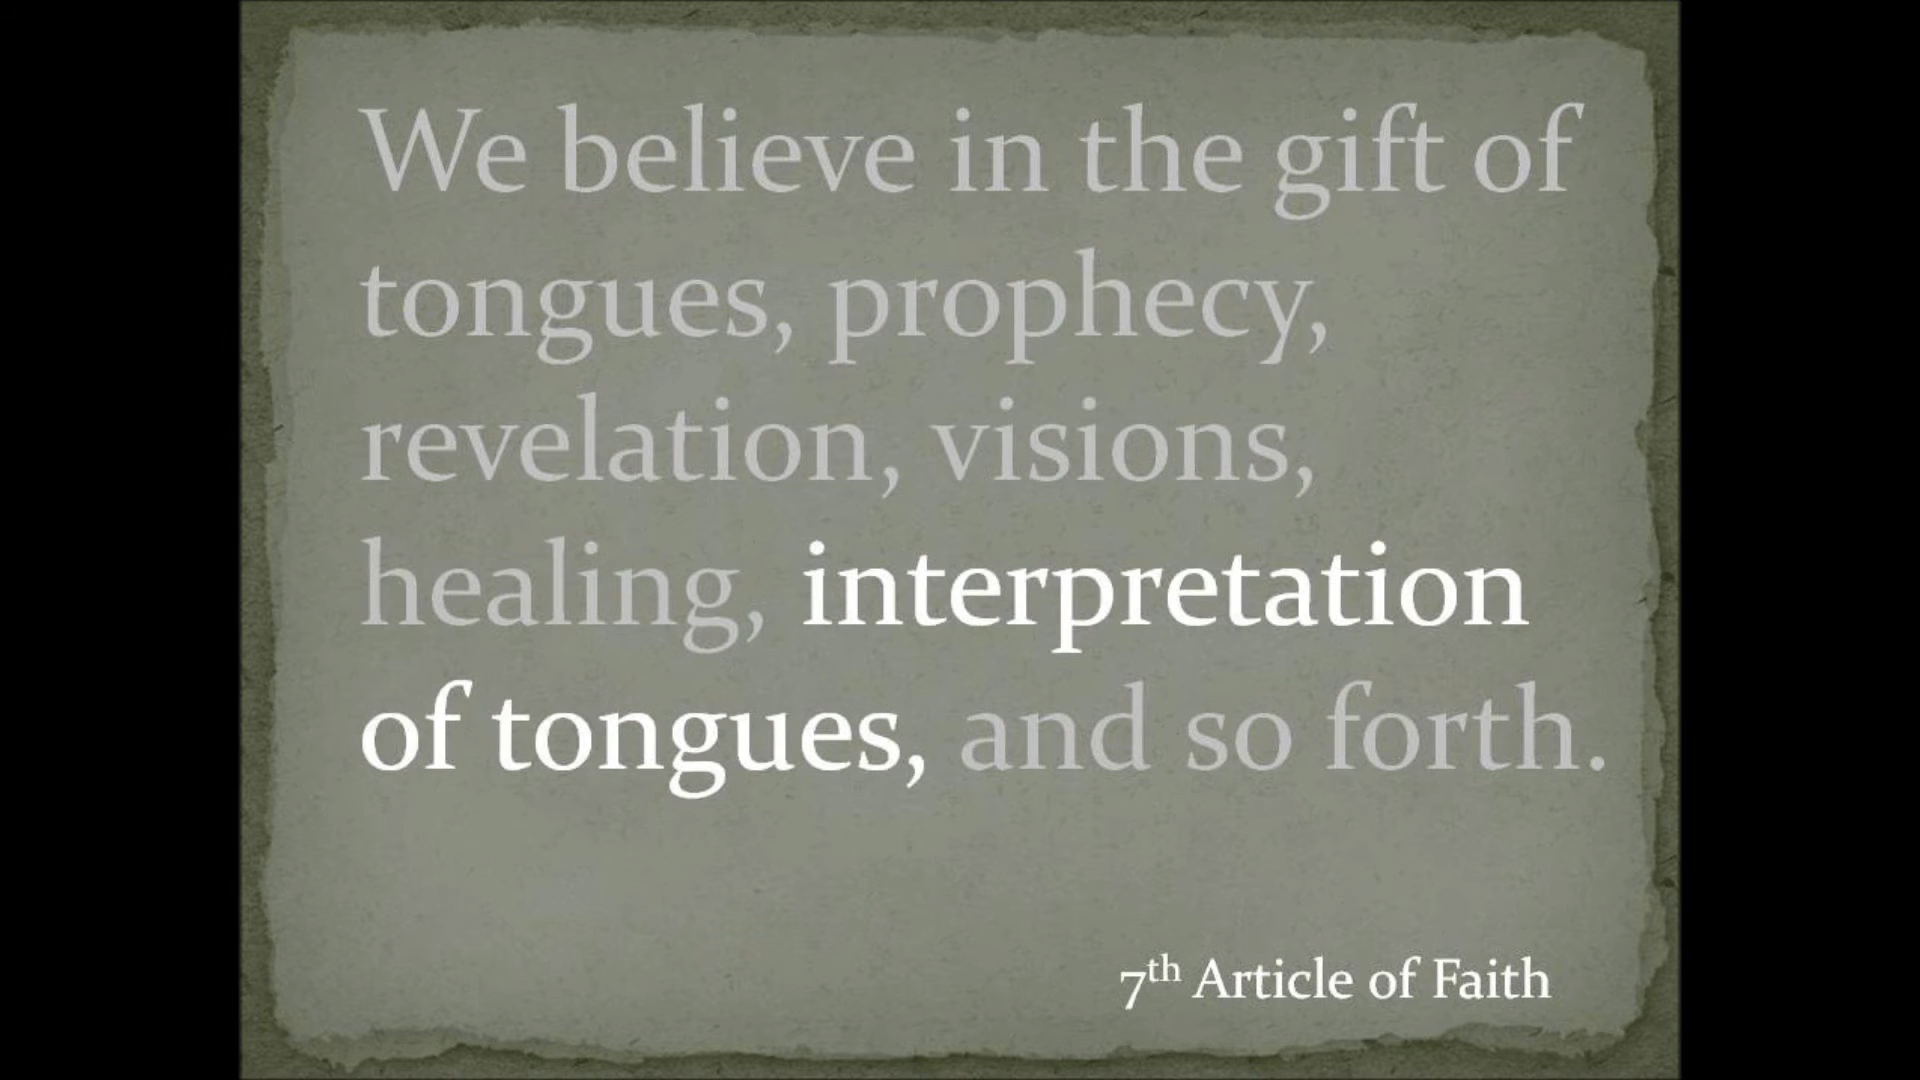 We believe in the gift of
tongues, prophecy,
revelation, visions,
healing, interpretation
of tongues, and so forth.
7th Article of Faith